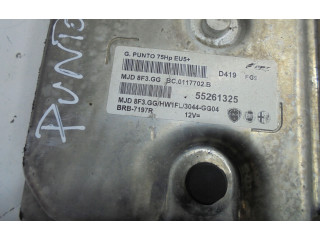 G. PUNTO 75Hp EU5+
D419
MJD 8F3.GG BC.0117702.B
55261325
MJD 8F3.GG/HW1FL/3044-GG04
BRB-7197R 12V=
PUNTO